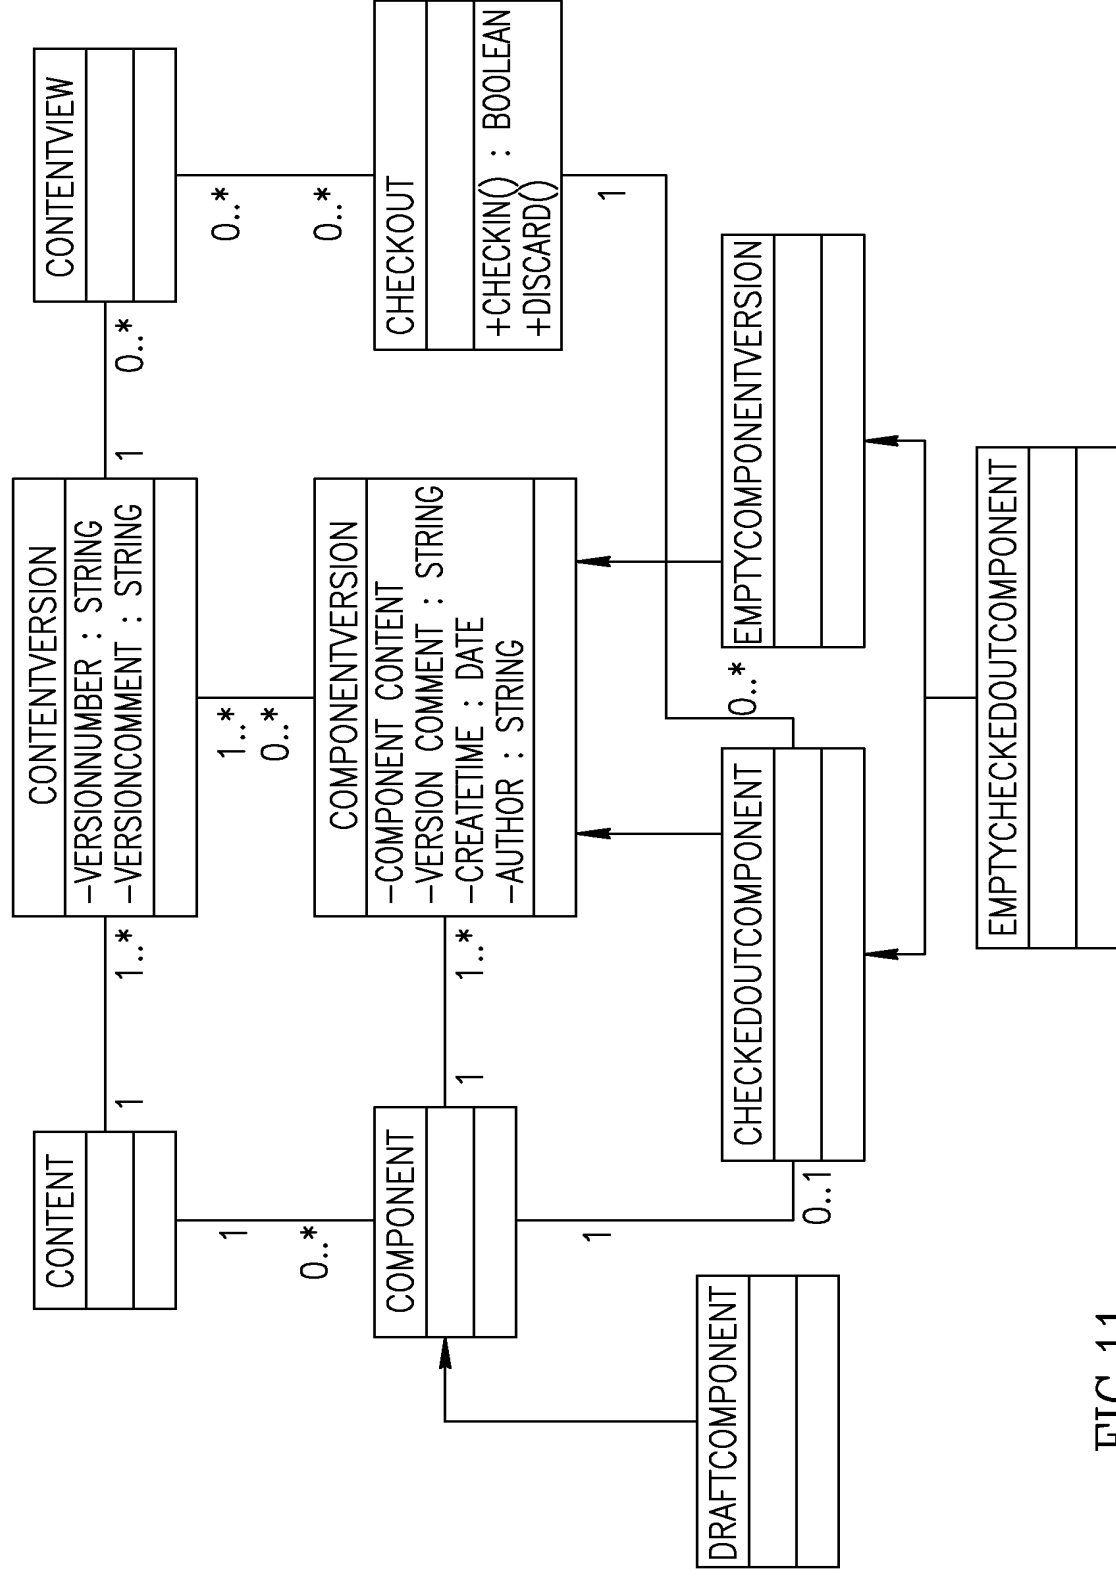 CONTENT
1
1..*
CONTENTVERSION
-VERSIONNUMBER : STRING
-VERSIONCOMMENT : STRING
1
0..*
CONTENTVIEW
1
0..*
1..*
0..*
0..*
0..*
COMPONENT
1
1..*
COMPONENTVERSION
-COMPONENT CONTENT
-VERSION COMMENT : STRING
-CREATETIME : DATE
-AUTHOR : STRING
CHECKOUT
+CHECKIN() : BOOLEAN
+DISCARD()
1
1
DRAFTCOMPONENT
0..1
CHECKEDOUTCOMPONENT
0..*
EMPTYCOMPONENTVERSION
EMPTYCHECKEDOUTCOMPONENT
FIG. 11